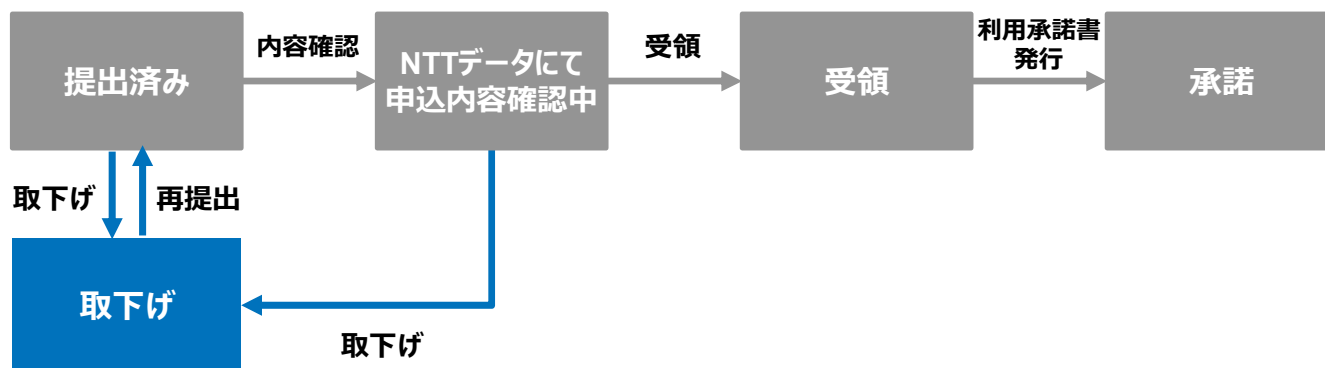 提出済み
内容確認
NTTデータにて
申込内容確認中
受領
受領
利用承諾書
発行
承諾
取下げ
再提出
取下げ
取下げ